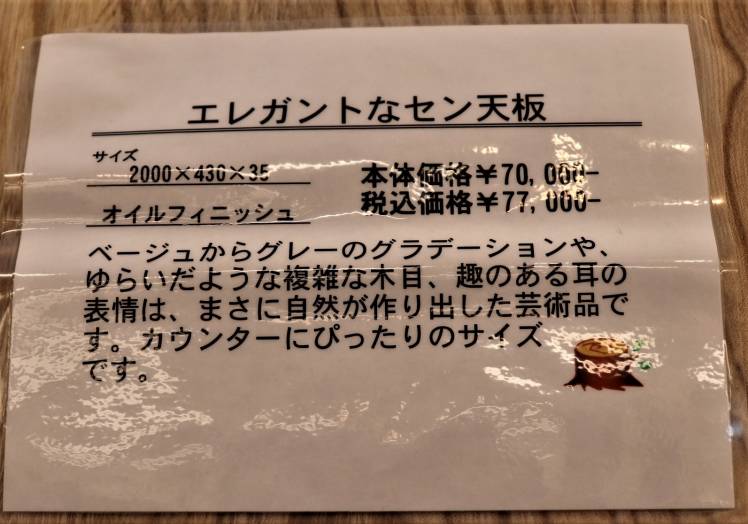 エレガントなセン天板
サイズ
2000×430×35
本体価格¥70,000-
税込価格¥77,000-
オイルフィニッシュ
ベージュからグレーのグラデーションや、
ゆらいだような複雑な木目、趣のある耳の
表情は、まさに自然が作り出した芸術品で
す。カウンターにぴったりのサイズ
です。